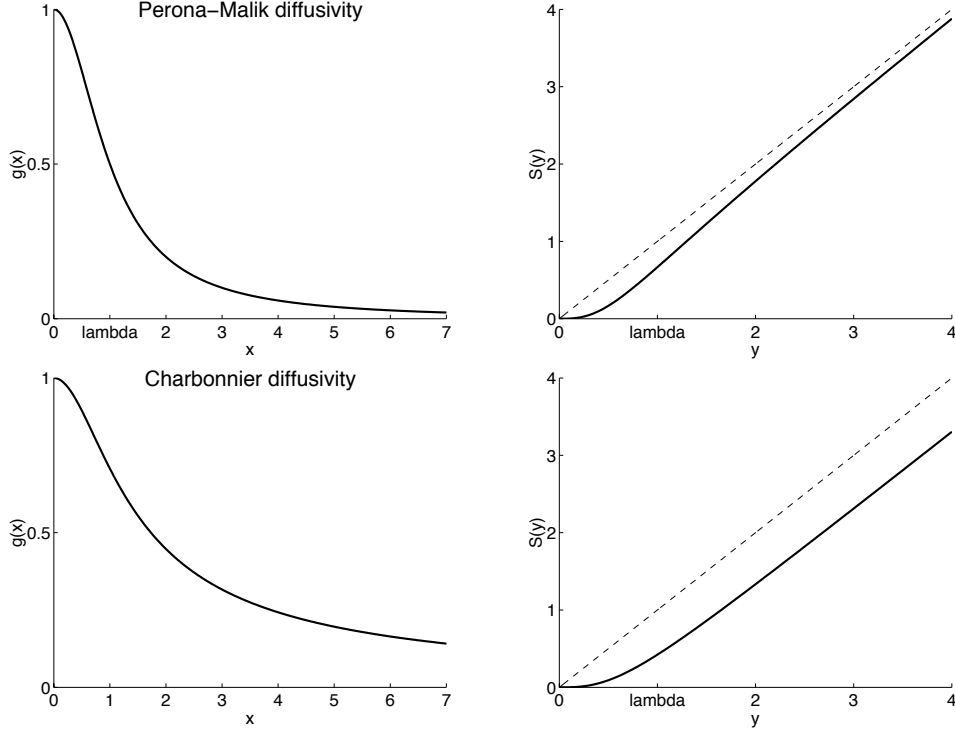 Perona−Malik diffusivity
1
0.5
0
g(x)
0 lambda 2 3 4 5 6 7
x
4
3
2
1
0
S(y)
0 lambda 2 3 4
y
Charbonnier diffusivity
1
0.5
0
g(x)
0 1 2 3 4 5 6 7
x
4
3
2
1
0
S(y)
0 lambda 2 3 4
y